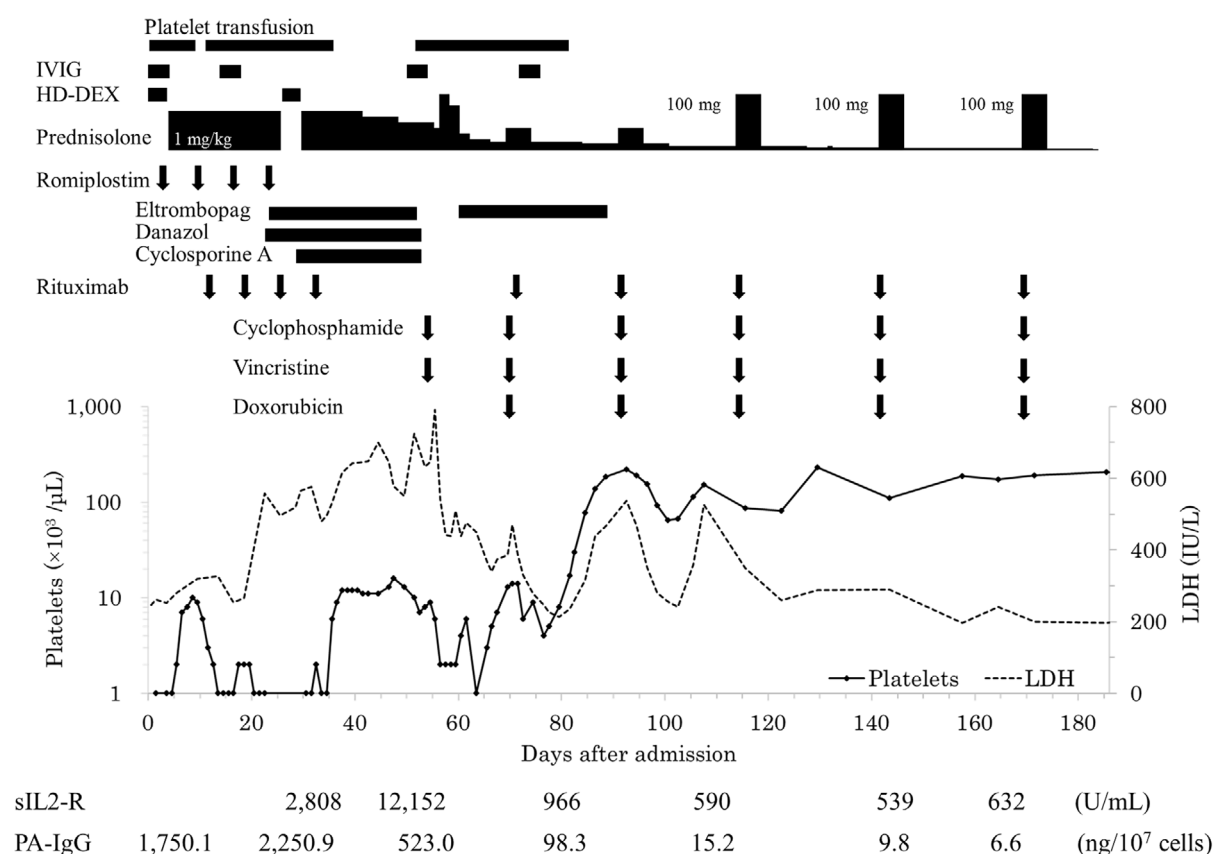 Platelet transfusion
IVIG
HD-DEX
100 mg 100 mg 100 mg
Prednisolone 1 mg/kg
Romiplostim
Eltrombopag
Danazol
Cyclosporine A
Rituximab
Cyclophosphamide
Vincristine
Doxorubicin
1,000 800
100 600
400
10 200
1 0
Platelets (×10³ /µL)
LDH (IU/L)
Platelets LDH
0 20 40 60 80 100 120 140 160 180
Days after admission
sIL2-R 2,808 12,152 966 590 539 632 (U/mL)
PA-IgG 1,750.1 2,250.9 523.0 98.3 15.2 9.8 6.6 (ng/10⁷ cells)